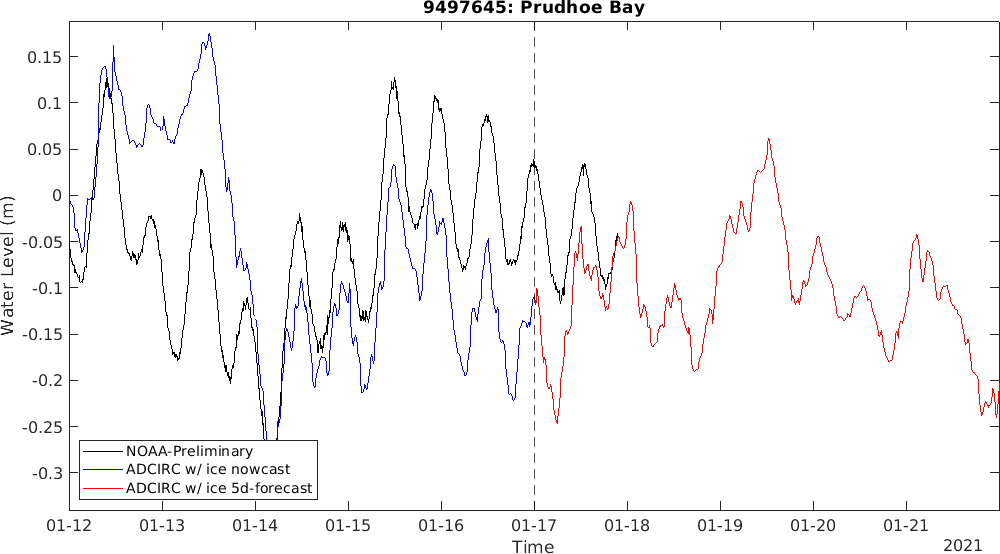 9497645: Prudhoe Bay
Water Level (m)
0.15
0.1
0.05
0
-0.05
-0.1
-0.15
-0.2
-0.25
-0.3
NOAA-Preliminary
ADCIRC w/ ice nowcast
ADCIRC w/ ice 5d-forecast
01-12 01-13 01-14 01-15 01-16 01-17 01-18 01-19 01-20 01-21
Time
2021